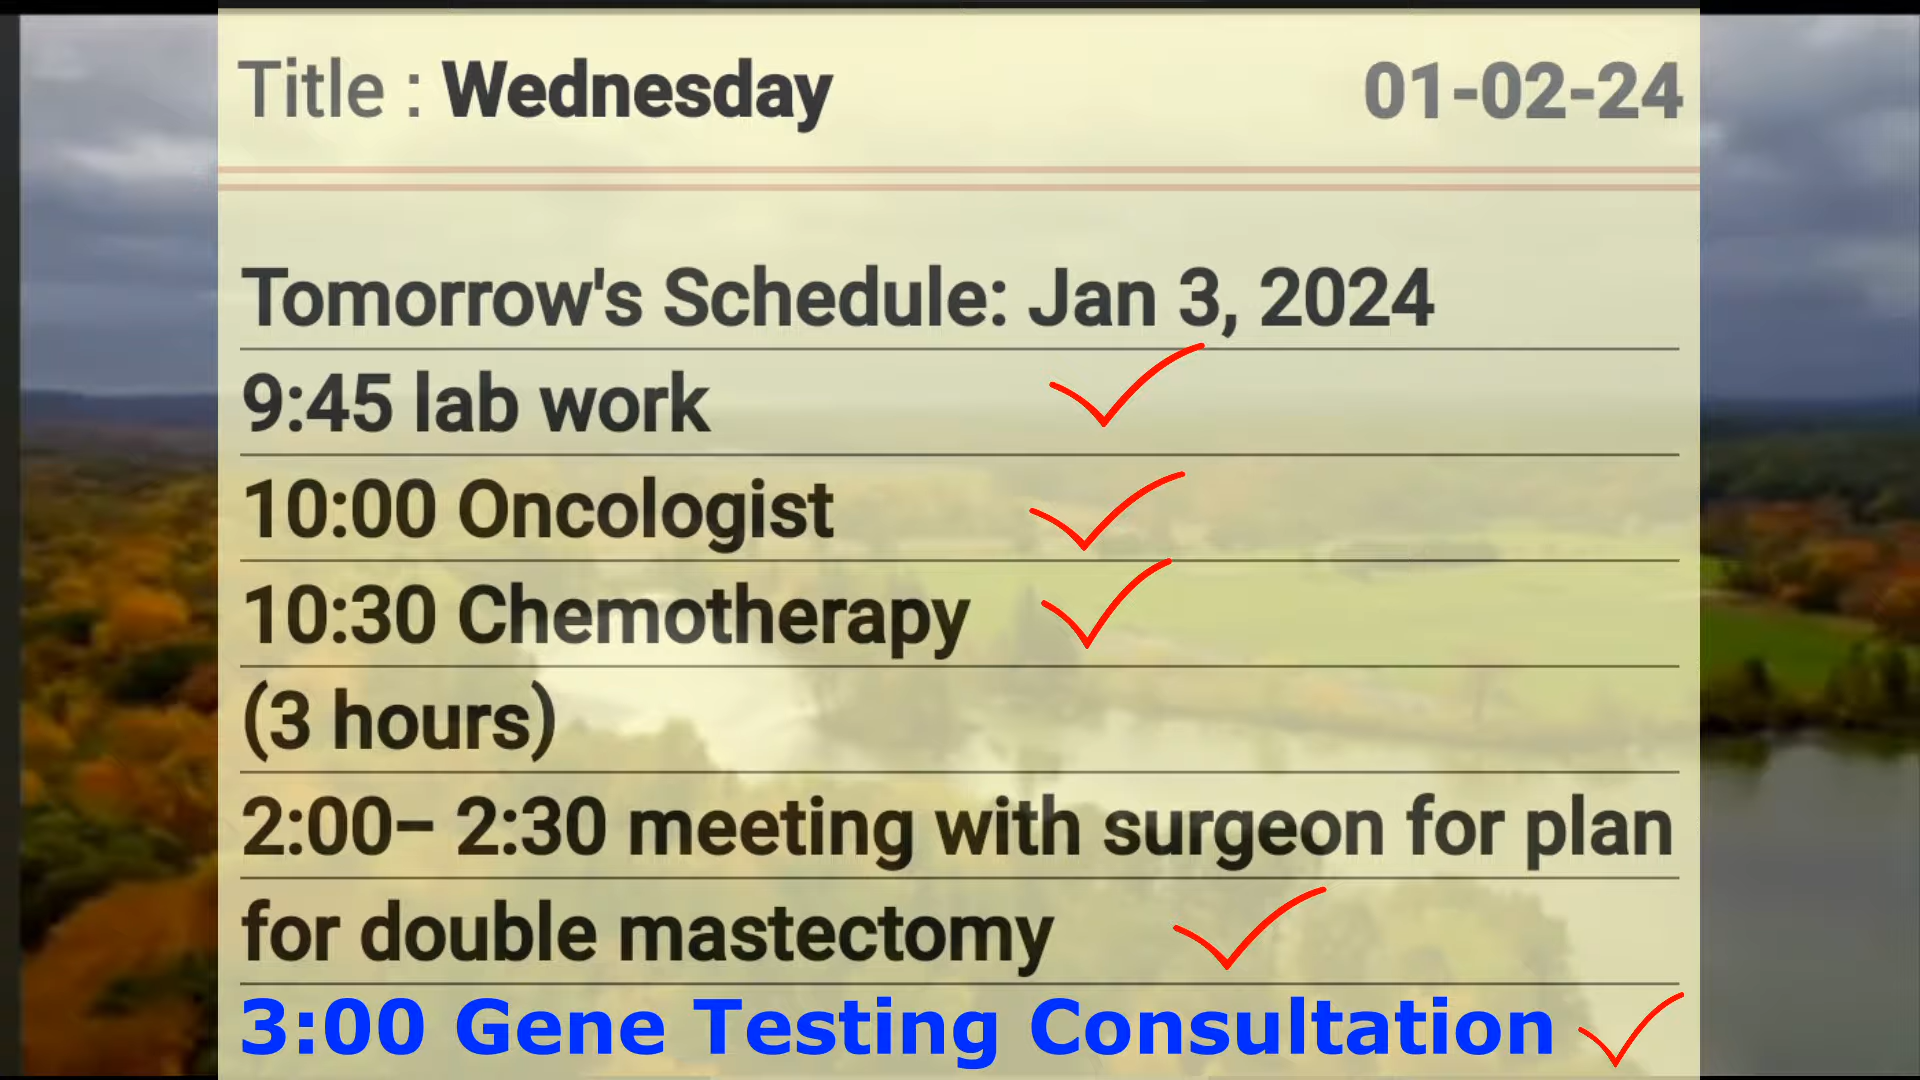 Title : Wednesday 01-02-24
Tomorrow's Schedule: Jan 3, 2024
9:45 lab work
10:00 Oncologist
10:30 Chemotherapy
(3 hours)
2:00– 2:30 meeting with surgeon for plan
for double mastectomy
3:00 Gene Testing Consultation